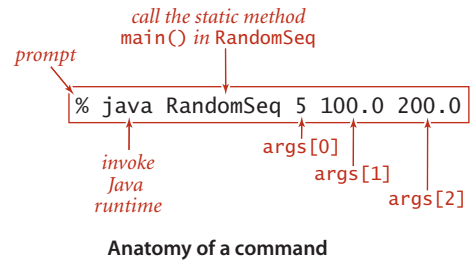 call the static method
main() in RandomSeq
prompt
% java RandomSeq 5 100.0 200.0
invoke
Java
runtime
args[0]
args[1]
args[2]
Anatomy of a command